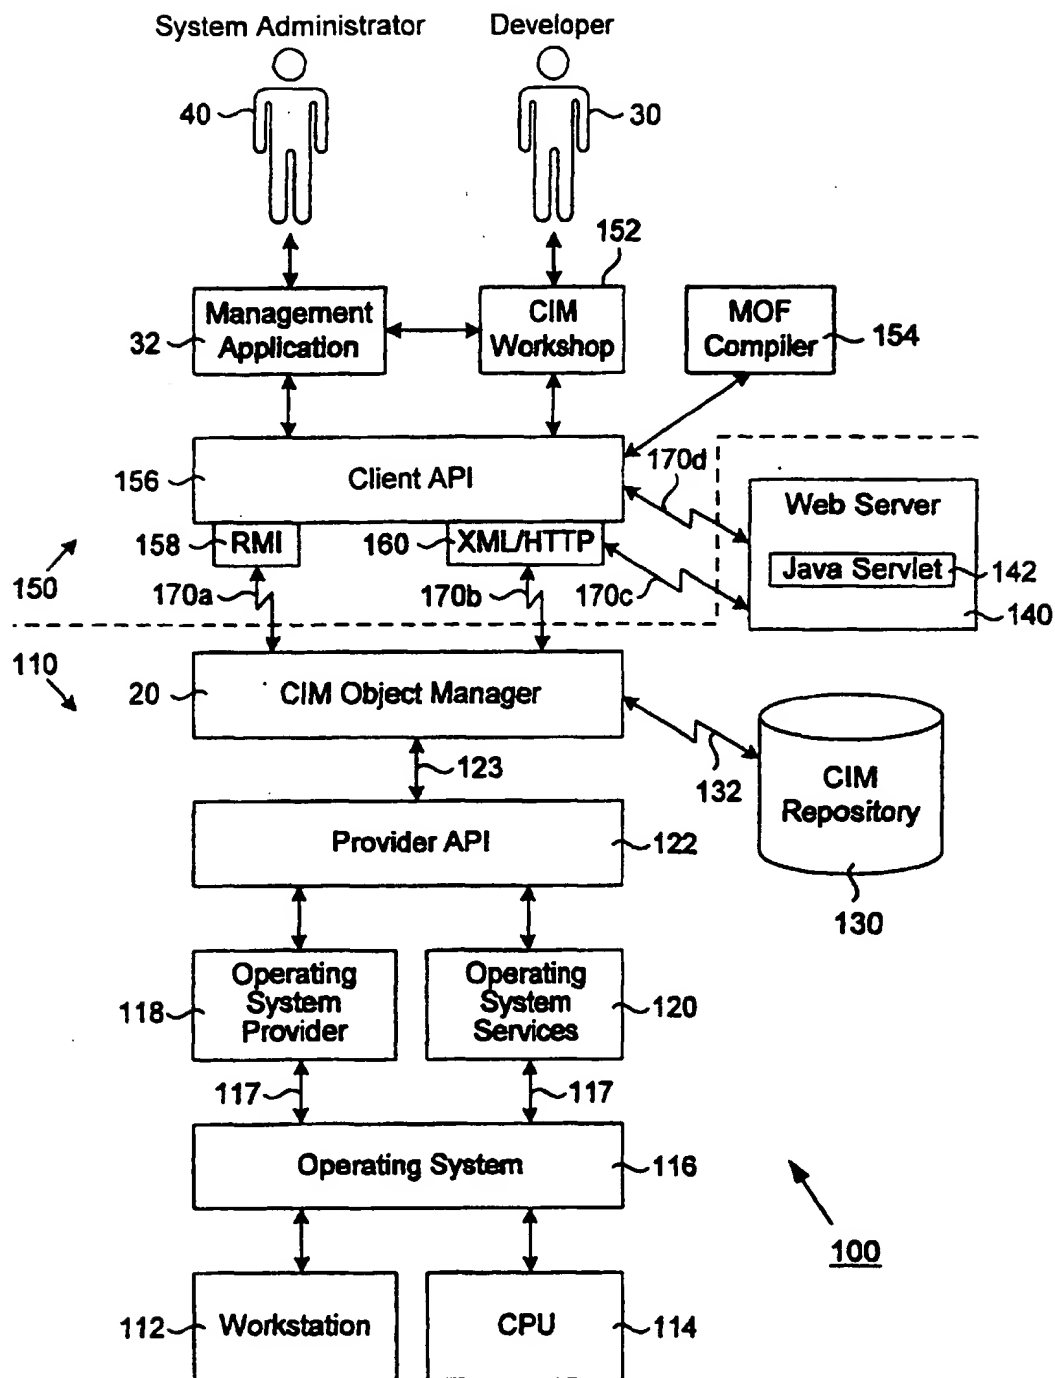 System Administrator
Developer
40
30
152
Management
Application
32
CIM
Workshop
MOF
Compiler
154
156
Client API
170d
Web Server
158
RMI
160
XML/HTTP
Java Servlet
142
150
170a
170b
170c
140
110
20
CIM Object Manager
123
132
CIM
Repository
Provider API
122
130
118
Operating
System
Provider
Operating
System
Services
120
117
117
Operating System
116
100
112
Workstation
CPU
114